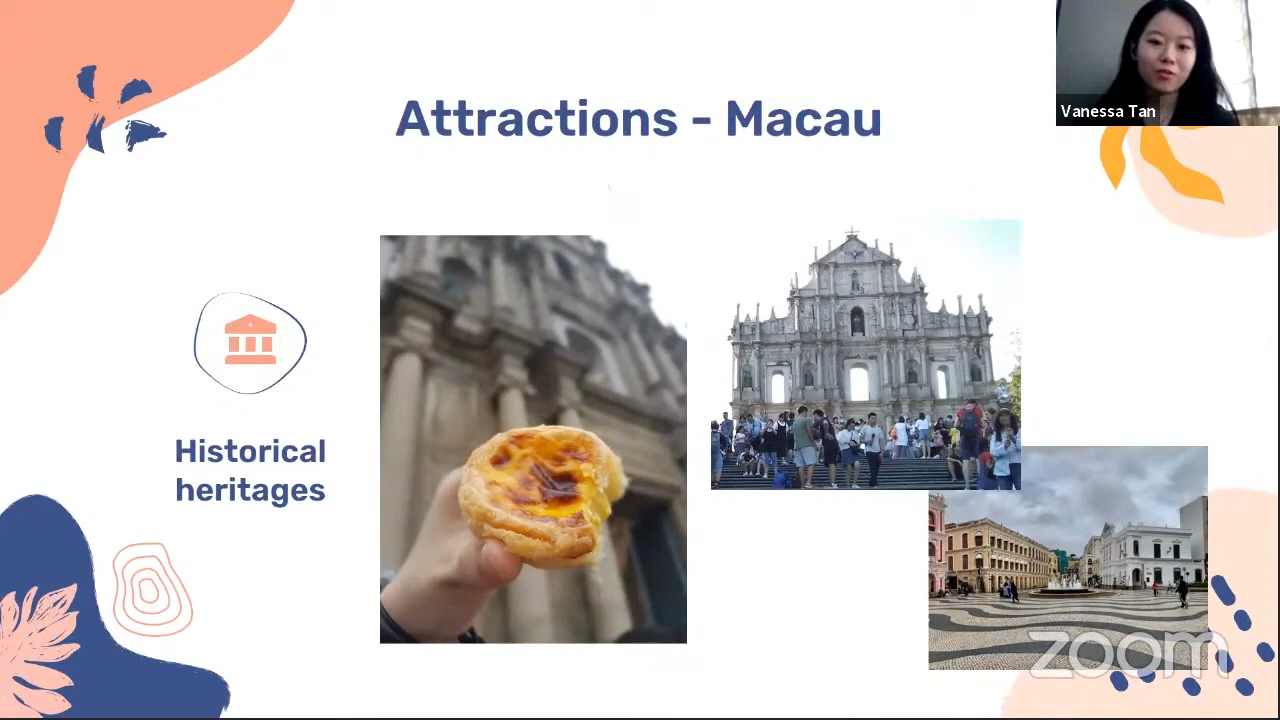 Attractions - Macau
Vanessa Tan
Historical
heritages
zoom